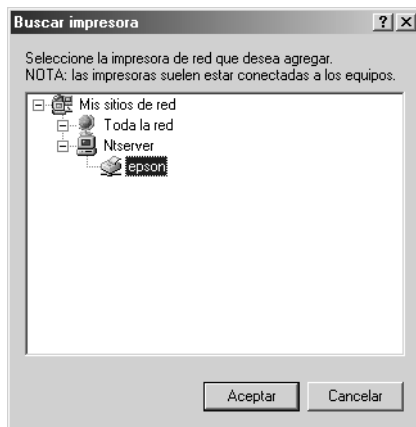 Buscar impresora
Seleccione la impresora de red que desea agregar.
NOTA: las impresoras suelen estar conectadas a los equipos.
Mis sitios de red
Toda la red
Ntserver
epson
Aceptar
Cancelar